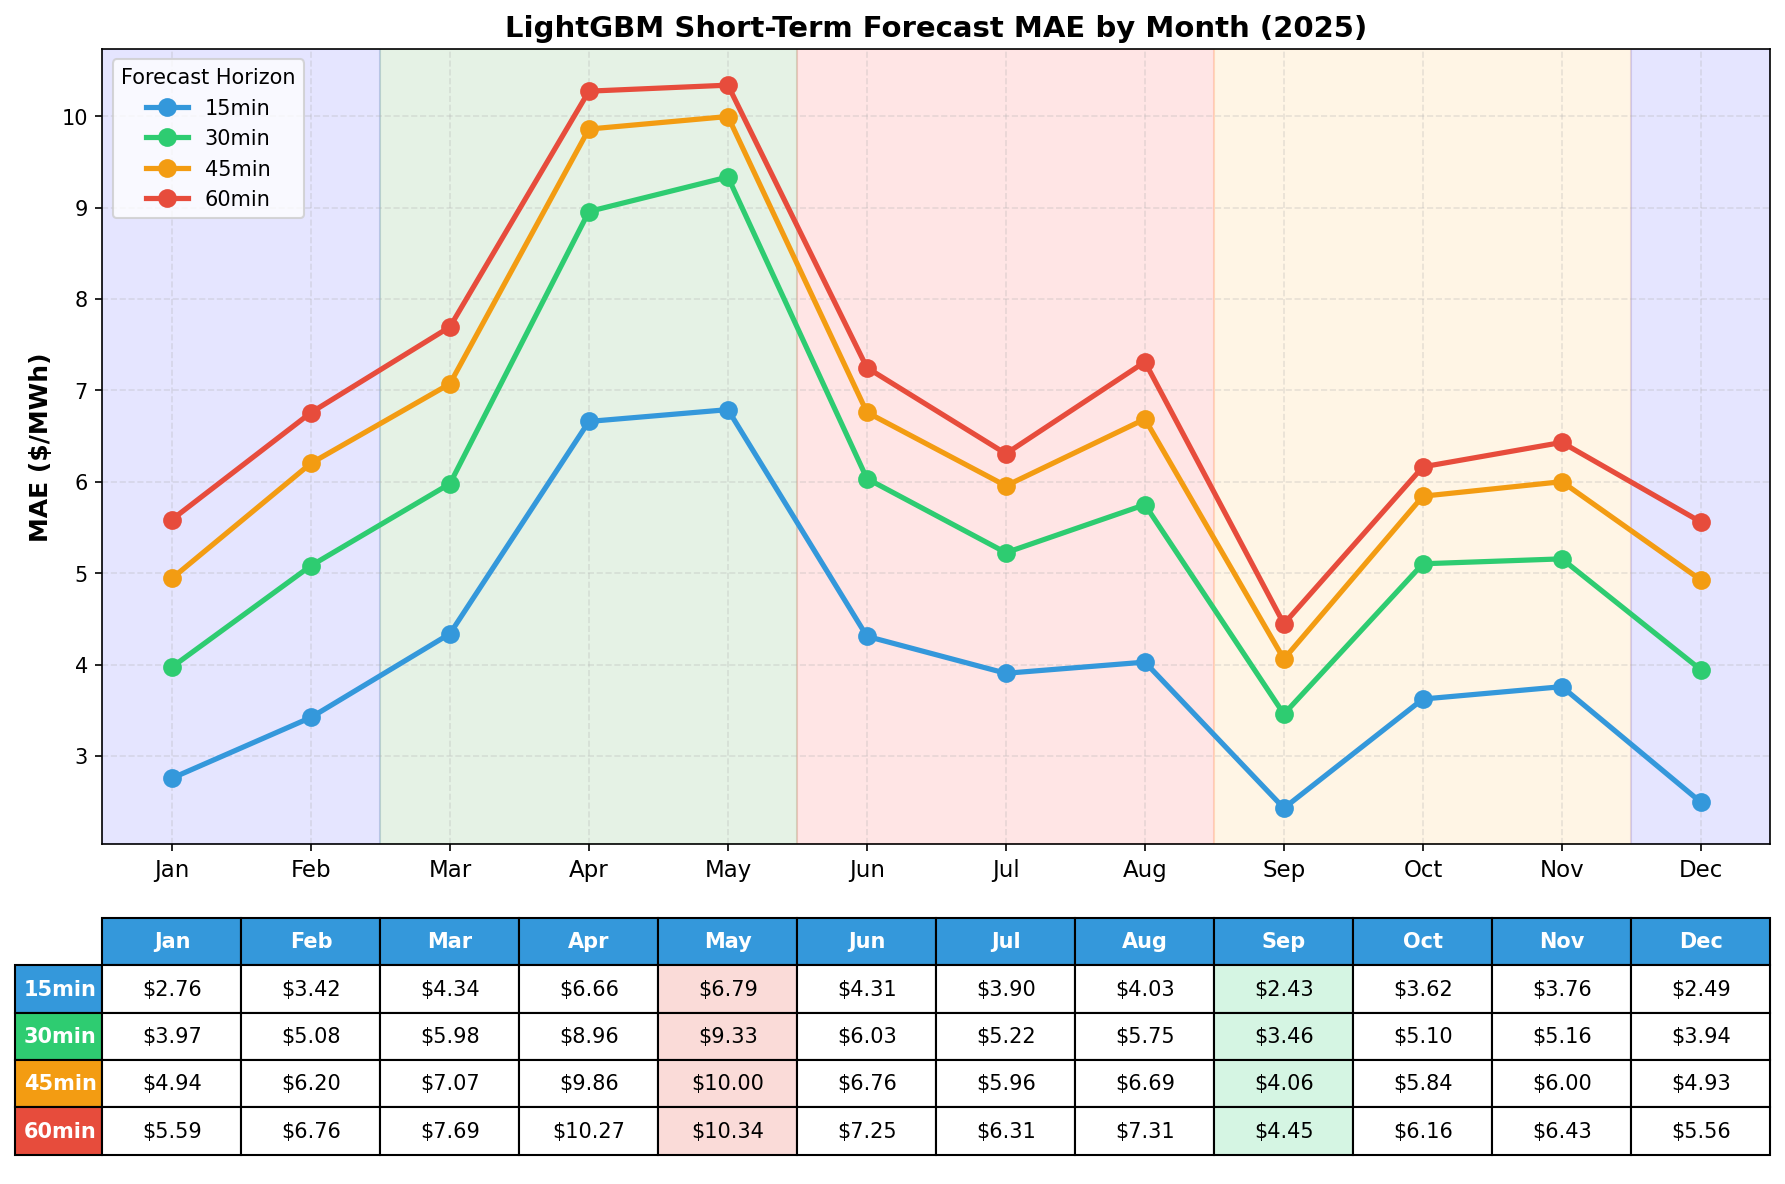 LightGBM Short-Term Forecast MAE by Month (2025)
Forecast Horizon
15min
30min
45min
60min
MAE ($/MWh)
10
9
8
7
6
5
4
3
Jan Feb Mar Apr May Jun Jul Aug Sep Oct Nov Dec
Jan Feb Mar Apr May Jun Jul Aug Sep Oct Nov Dec
15min $2.76 $3.42 $4.34 $6.66 $6.79 $4.31 $3.90 $4.03 $2.43 $3.62 $3.76 $2.49
30min $3.97 $5.08 $5.98 $8.96 $9.33 $6.03 $5.22 $5.75 $3.46 $5.10 $5.16 $3.94
45min $4.94 $6.20 $7.07 $9.86 $10.00 $6.76 $5.96 $6.69 $4.06 $5.84 $6.00 $4.93
60min $5.59 $6.76 $7.69 $10.27 $10.34 $7.25 $6.31 $7.31 $4.45 $6.16 $6.43 $5.56